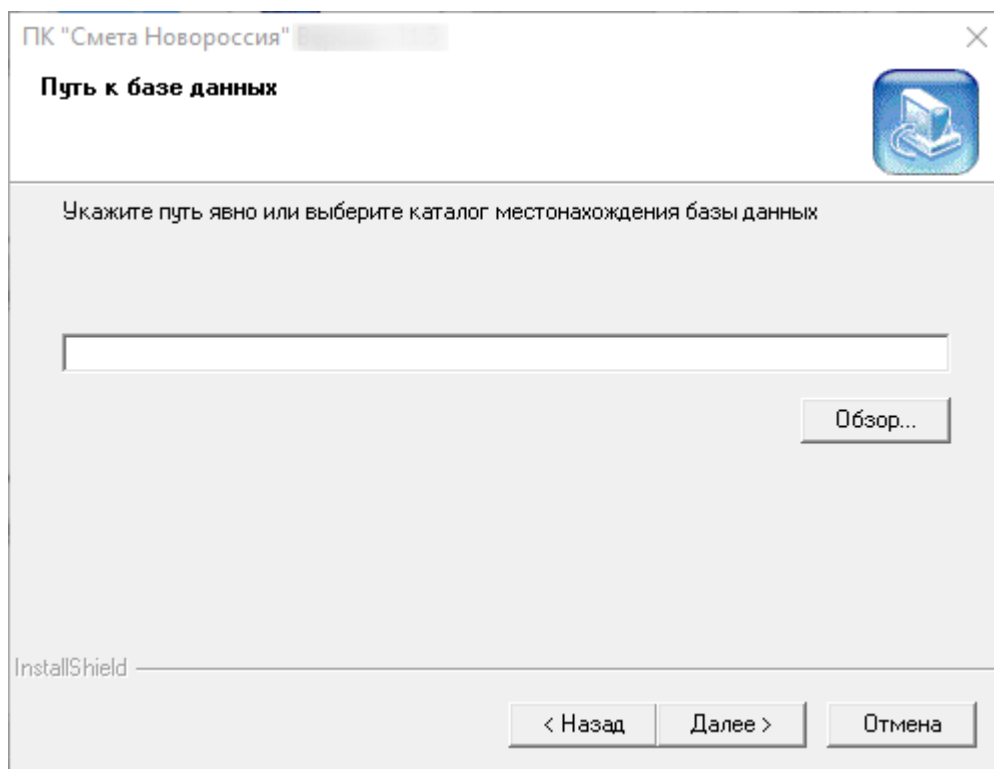 ПК "Смета Новороссия"
Путь к базе данных
Укажите путь явно или выберите каталог местонахождения базы данных
Обзор...
InstallShield
< Назад Далее > Отмена